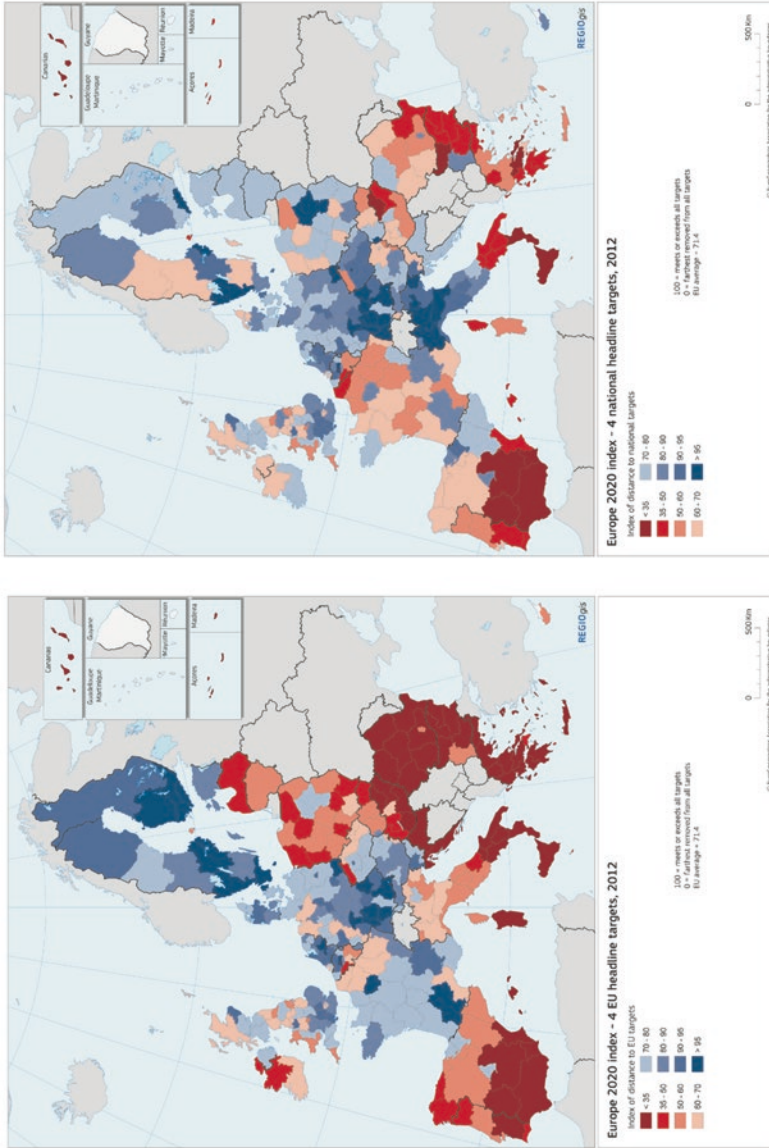 Canarias
Guadeloupe
Martinique
Guyane
Mayotte
Réunion
Açores
Madeira
REGIOgis
Europe 2020 index - 4 EU headline targets, 2012
Index of distance to EU targets
< 35
35 - 50
50 - 60
60 - 70
70 - 80
80 - 90
90 - 95
> 95
100 = meets or exceeds all targets
0 = farthest removed from all targets
EU average = 71.4
0
500 Km
Canarias
Guadeloupe
Martinique
Guyane
Mayotte
Réunion
Açores
Madeira
REGIOgis
Europe 2020 index - 4 national headline targets, 2012
Index of distance to national targets
< 35
35 - 50
50 - 60
60 - 70
70 - 80
80 - 90
90 - 95
> 95
100 = meets or exceeds all targets
0 = farthest removed from all targets
EU average = 71.4
0
500 Km